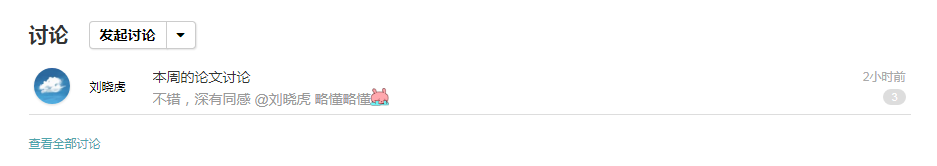 讨论
发起讨论
刘晓虎
本周的论文讨论
2小时前
不错，深有同感 @刘晓虎 略懂略懂
3
查看全部讨论